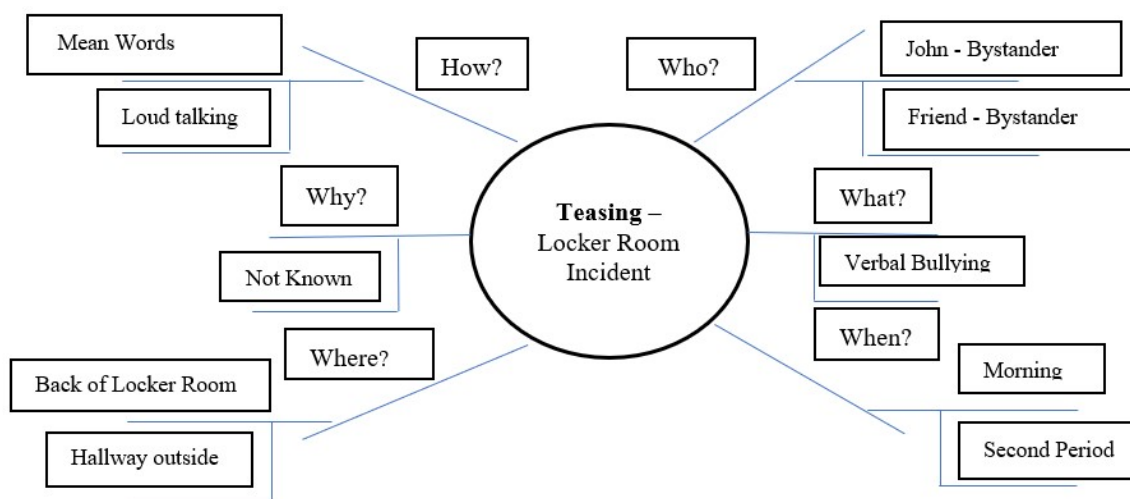 Mean Words
Loud talking
How?
Who?
John - Bystander
Friend - Bystander
Why?
Not Known
Teasing –
Locker Room
Incident
What?
Verbal Bullying
Where?
Back of Locker Room
Hallway outside
When?
Morning
Second Period